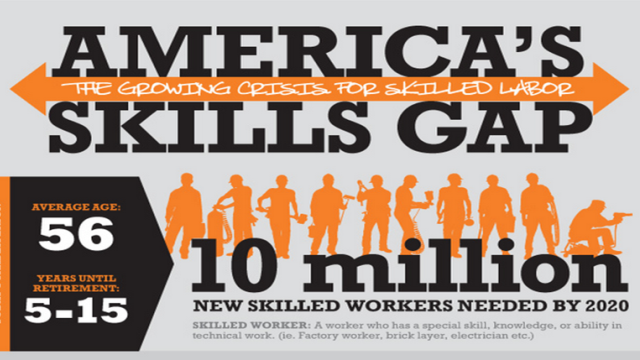 AMERICA'S
THE GROWING CRISIS FOR SKILLED LABOR
SKILLS GAP
AVERAGE AGE:
56
YEARS UNTIL
RETIREMENT:
5-15
10 million
NEW SKILLED WORKERS NEEDED BY 2020
SKILLED WORKER: A worker who has a special skill, knowledge, or ability in
technical work. (ie. Factory worker, brick layer, electrician etc.)